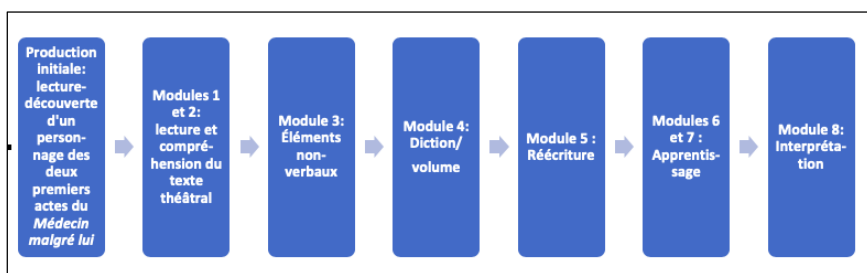 Production
initiale:
lecture-
découverte
d'un
person-
nage des
deux
premiers
actes du
Médecin
malgré lui
Modules 1
et 2:
lecture et
compré-
hension du
texte
théâtral
Module 3:
Éléments
non-
verbaux
Module 4:
Diction/
volume
Module 5 :
Réécriture
Modules 6
et 7 :
Apprentis-
sage
Module 8:
Interpréta-
tion